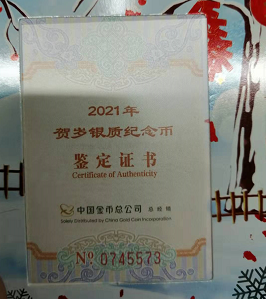 2021年
贺岁银质纪念币
鉴定证书
Certificate of Authenticity
中国金币总公司 总经销
Solely Distributed by China Gold Coin Incorporation
№ 0745573